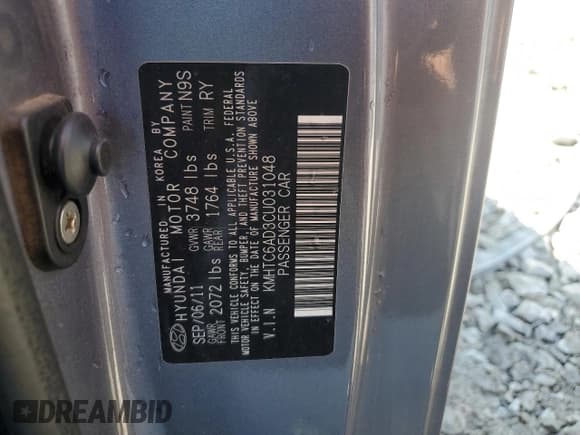 MANUFACTURED IN KOREA BY
HYUNDAI MOTOR COMPANY
SEP/06/11 GVWR 3748 lbs PAINT N9S
GAWR FRONT 2072 lbs GAWR REAR 1764 lbs TRIM RY
THIS VEHICLE CONFORMS TO ALL APPLICABLE U.S.A. FEDERAL
MOTOR VEHICLE SAFETY, BUMPER, AND THEFT PREVENTION STANDARDS
IN EFFECT ON THE DATE OF MANUFACTURE SHOWN ABOVE
V.I.N KMHTC6AD3CU031048
PASSENGER CAR
DREAMBID